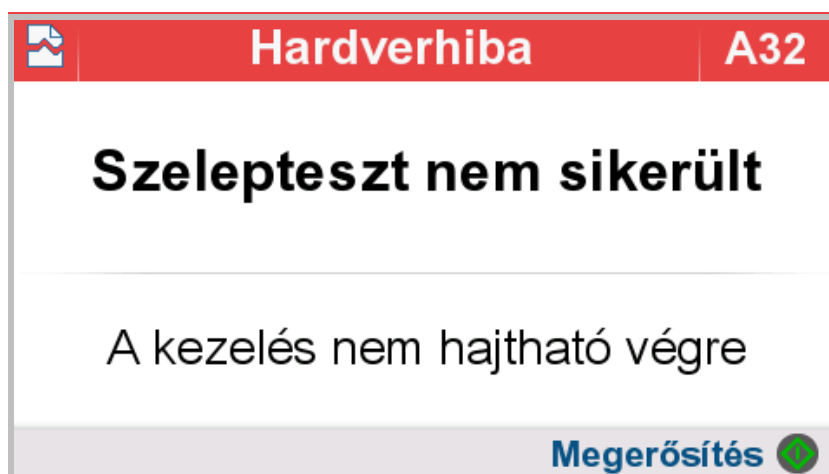 Hardverhiba A32
Szelepteszt nem sikerült
A kezelés nem hajtható végre
Megerősítés